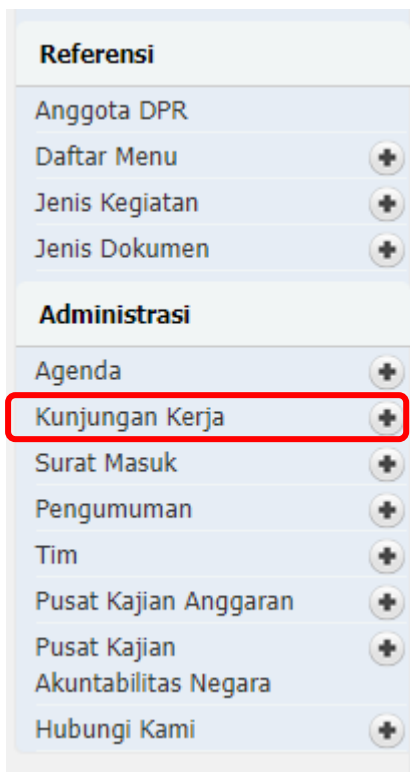 Referensi
Anggota DPR
Daftar Menu
Jenis Kegiatan
Jenis Dokumen
Administrasi
Agenda
Kunjungan Kerja
Surat Masuk
Pengumuman
Tim
Pusat Kajian Anggaran
Pusat Kajian
Akuntabilitas Negara
Hubungi Kami